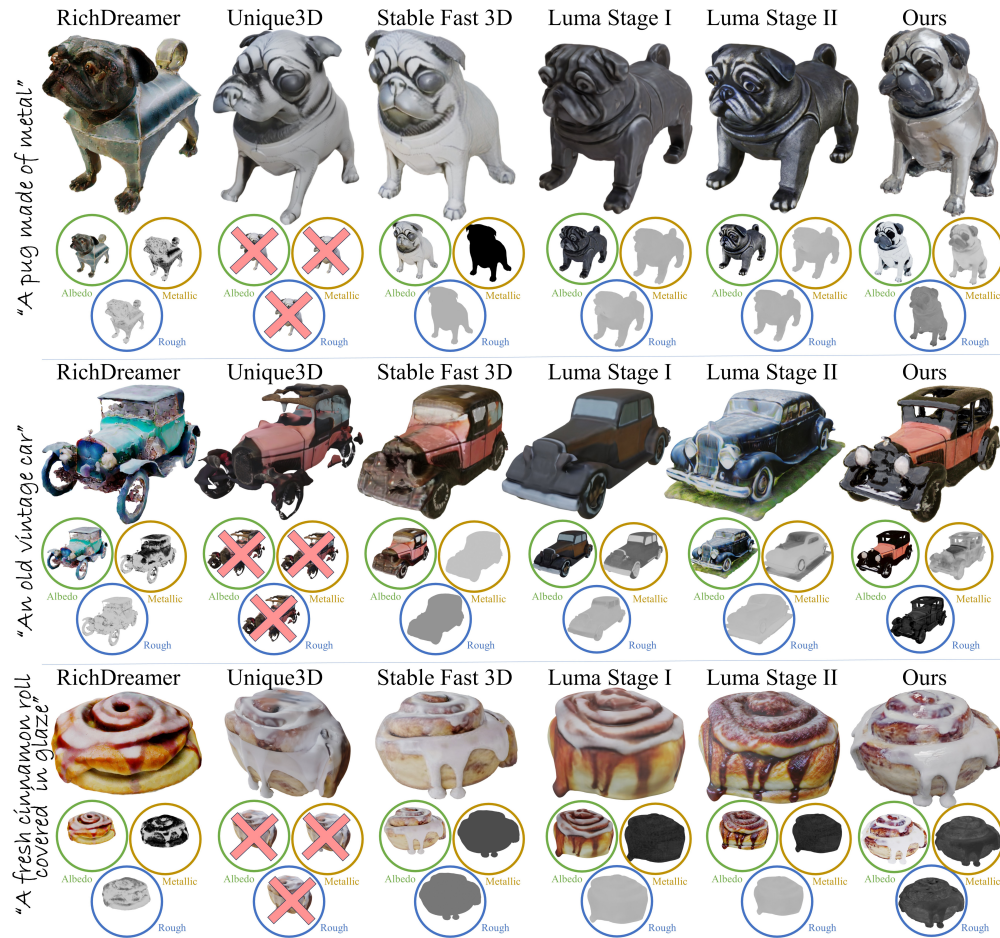 RichDreamer Unique3D Stable Fast 3D Luma Stage I Luma Stage II Ours
"A pug made of metal"
Albedo Metallic Albedo Metallic Albedo Metallic Albedo Metallic Albedo Metallic Albedo Metallic
Rough Rough Rough Rough Rough Rough
RichDreamer Unique3D Stable Fast 3D Luma Stage I Luma Stage II Ours
"An old vintage car"
Albedo Metallic Albedo Metallic Albedo Metallic Albedo Metallic Albedo Metallic Albedo Metallic
Rough Rough Rough Rough Rough Rough
RichDreamer Unique3D Stable Fast 3D Luma Stage I Luma Stage II Ours
"A fresh cinnamon roll
covered in glaze"
Albedo Metallic Albedo Metallic Albedo Metallic Albedo Metallic Albedo Metallic Albedo Metallic
Rough Rough Rough Rough Rough Rough